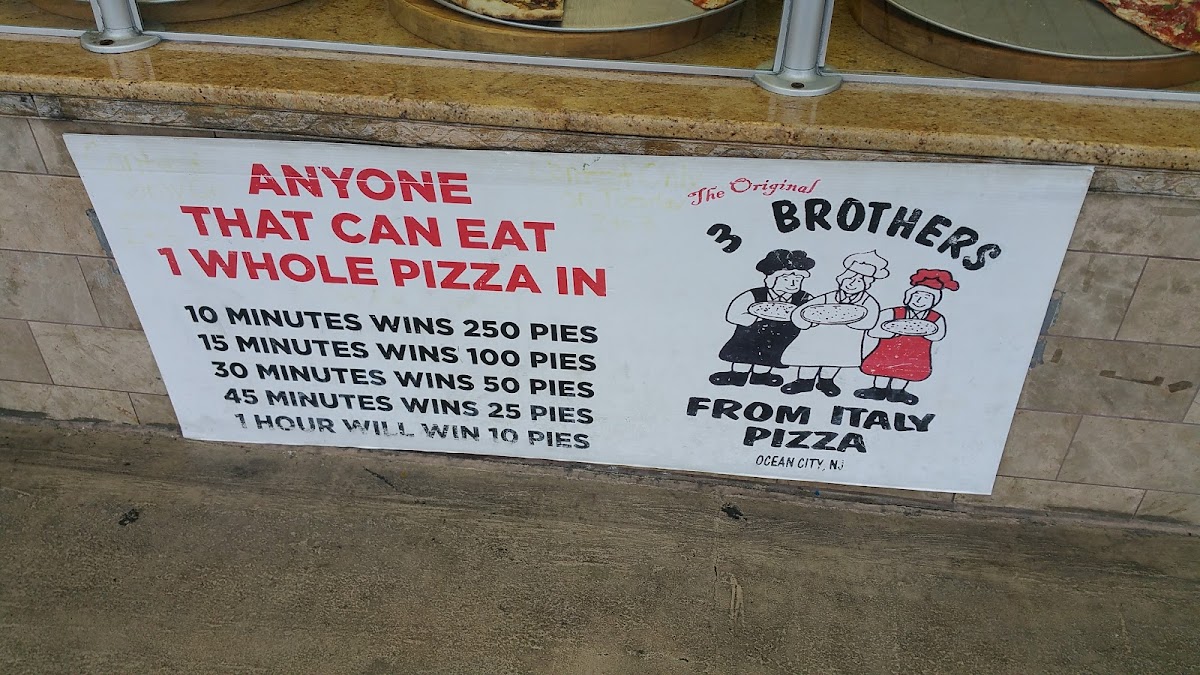 ANYONE
THAT CAN EAT
1 WHOLE PIZZA IN
10 MINUTES WINS 250 PIES
15 MINUTES WINS 100 PIES
30 MINUTES WINS 50 PIES
45 MINUTES WINS 25 PIES
1 HOUR WILL WIN 10 PIES
The Original
3 BROTHERS
FROM ITALY
PIZZA
OCEAN CITY, NJ